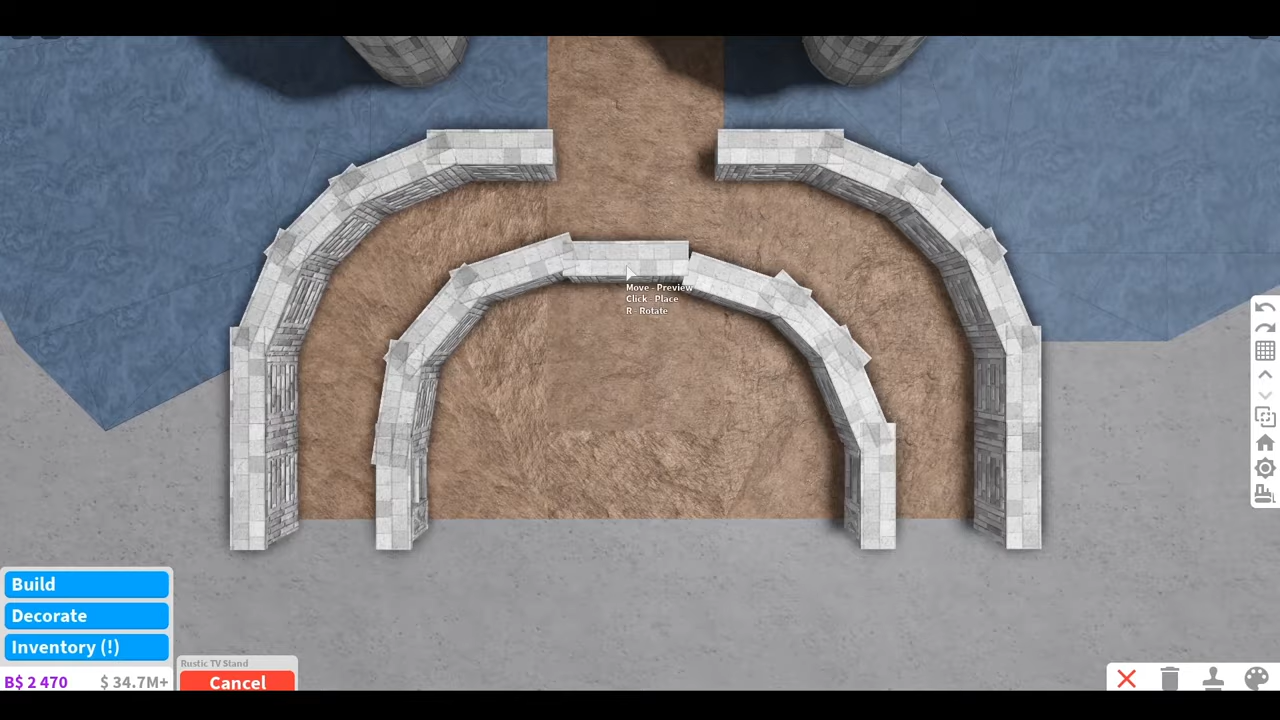 Move - Preview
Click - Place
R - Rotate
Build
Decorate
Inventory (!)
B$ 2 470 $ 34.7M+
Rustic TV Stand
Cancel